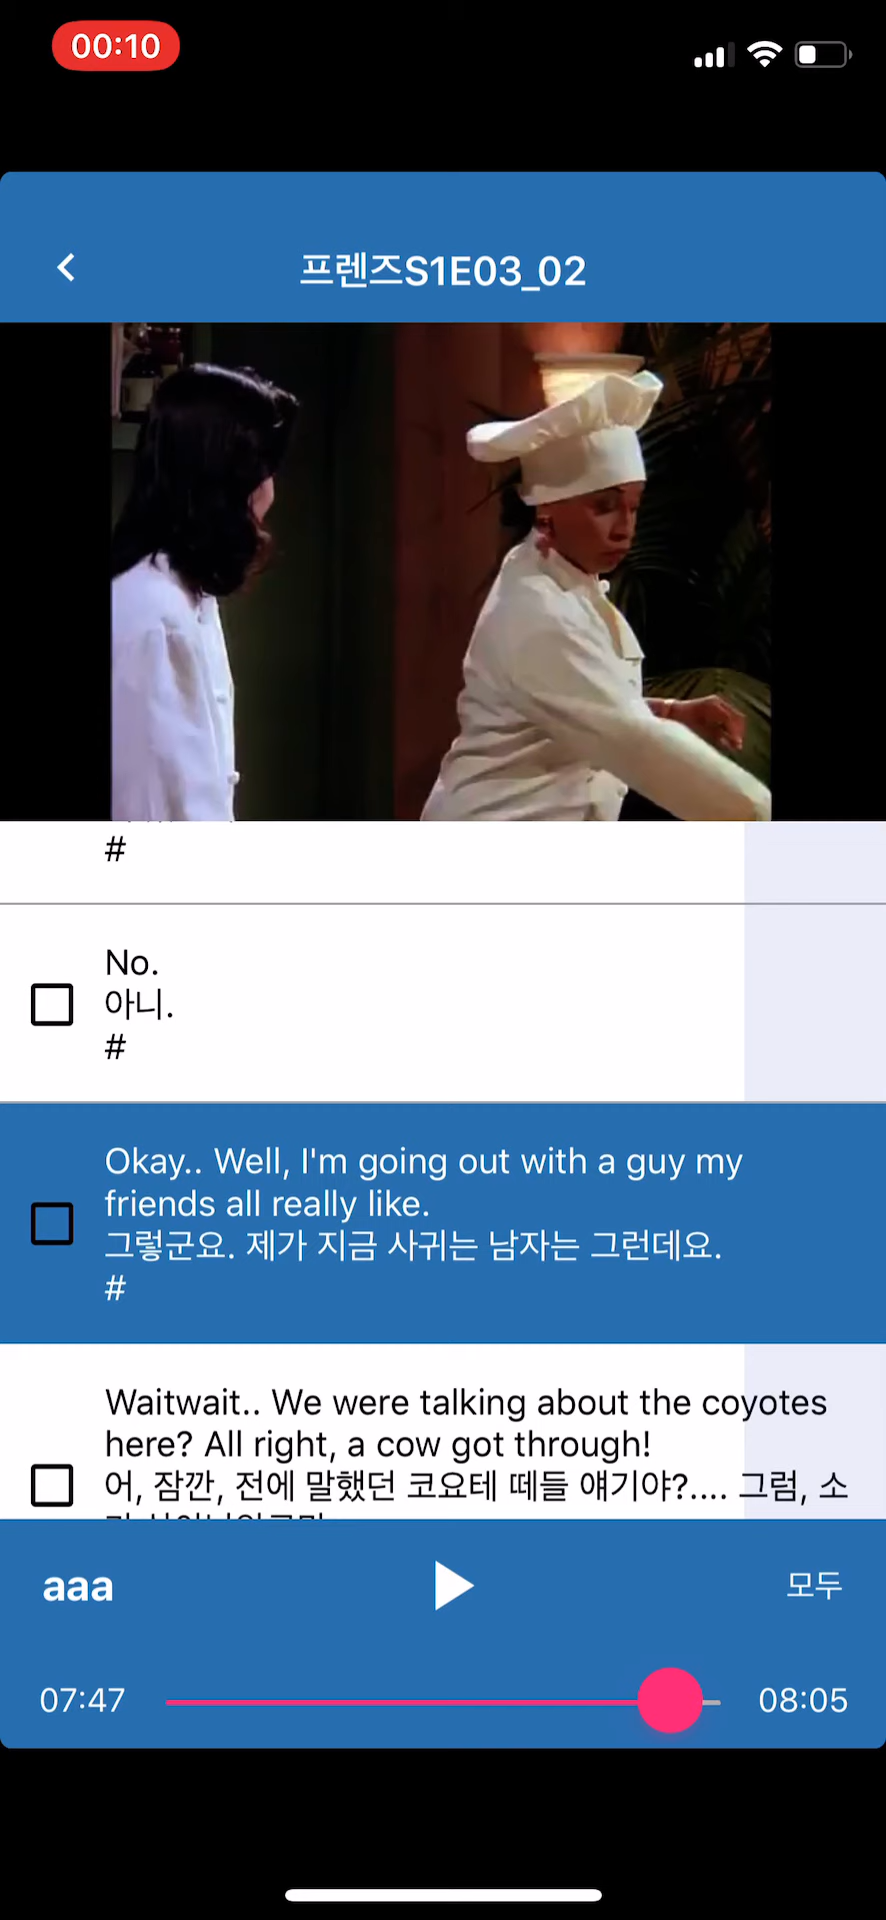 00:10
프렌즈S1E03_02
#
No.
아니.
#
Okay.. Well, I'm going out with a guy my
friends all really like.
그렇군요. 제가 지금 사귀는 남자는 그런데요.
#
Waitwait.. We were talking about the coyotes
here? All right, a cow got through!
어, 잠깐, 전에 말했던 코요테 떼들 얘기야?.... 그럼, 소
aaa
모두
07:47
08:05